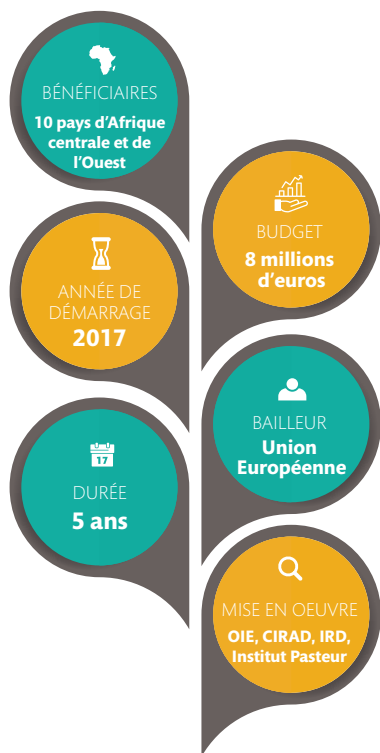 BÉNÉFICIAIRES
10 pays d'Afrique
centrale et de
l'Ouest
BUDGET
8 millions
d'euros
ANNÉE DE
DÉMARRAGE
2017
BAILLEUR
Union
Européenne
17
DURÉE
5 ans
MISE EN OEUVRE
OIE, CIRAD, IRD,
Institut Pasteur